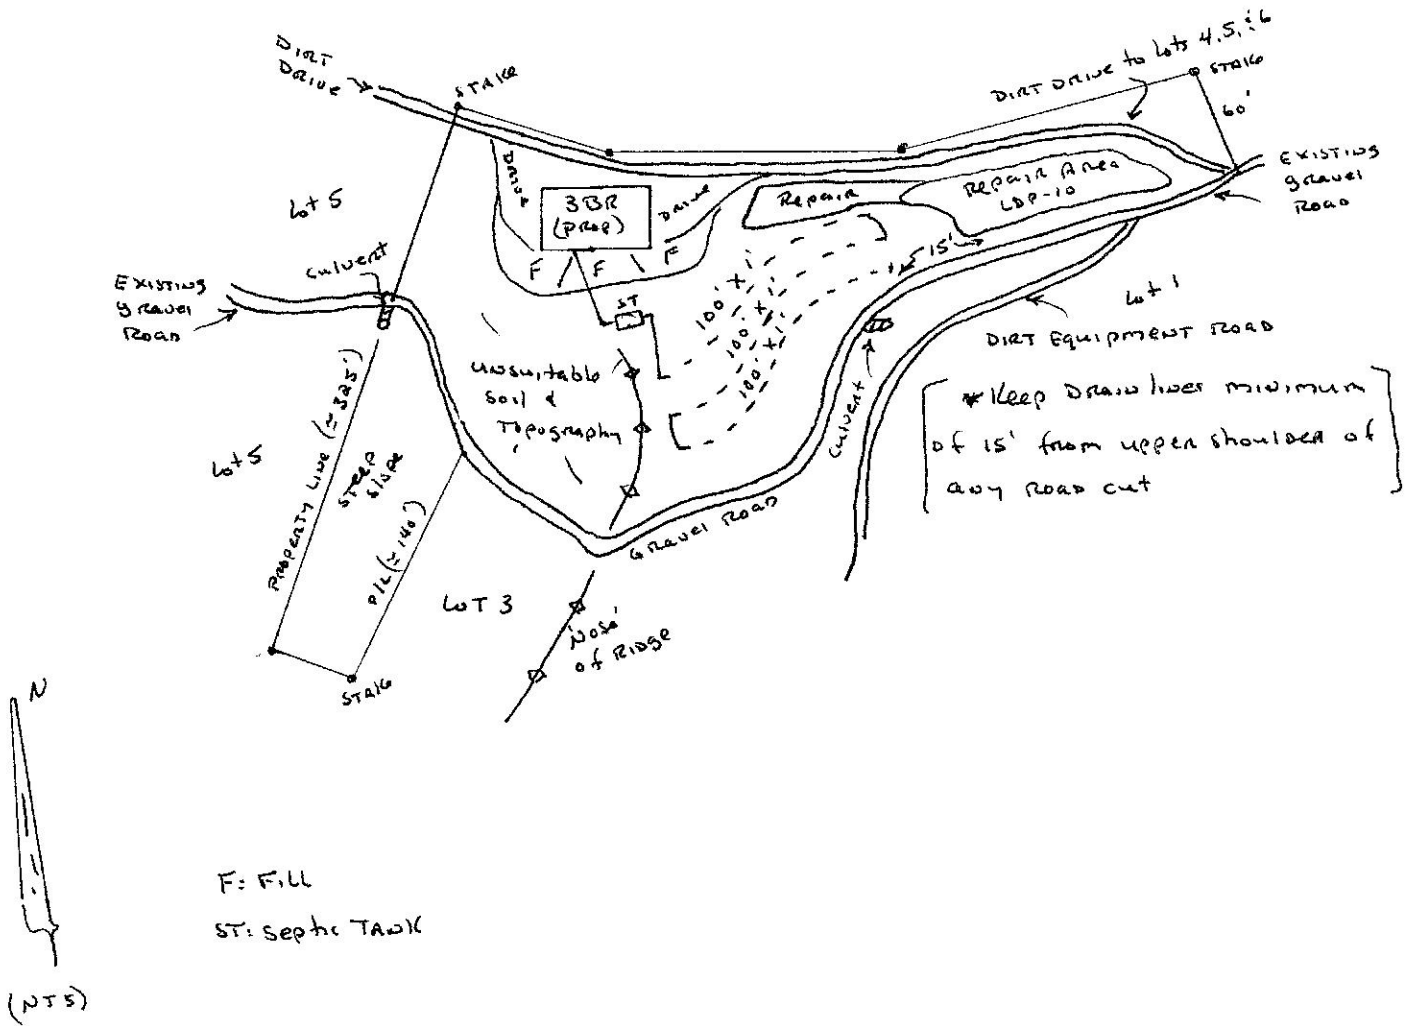 DIRT
DRIVE
STAKE
DIRT DRIVE to Lots 4, 5, & 6
STAKE
60'
EXISTING
gravel
ROAD
Lot 5
DRIVE
3BR
(PROP)
DRIVE
Repair
Repair Area
LDP-10
F
F
F
15'
Culvert
EXISTING
gravel
ROAD
ST
100'
100'
100'
Lot 1
DIRT EQUIPMENT ROAD
Unsuitable
Soil &
Topography
Culvert
*Keep DRAIN lines minimum
of 15' from upper shoulder of
any ROAD cut
Lot 5
PROPERTY LINE (≃325')
STEEP
slope
P/L (≃140')
GRAVEL ROAD
LOT 3
'Nose'
of RIDGE
STAKE
N
F: FILL
ST: Septic TANK
(NTS)